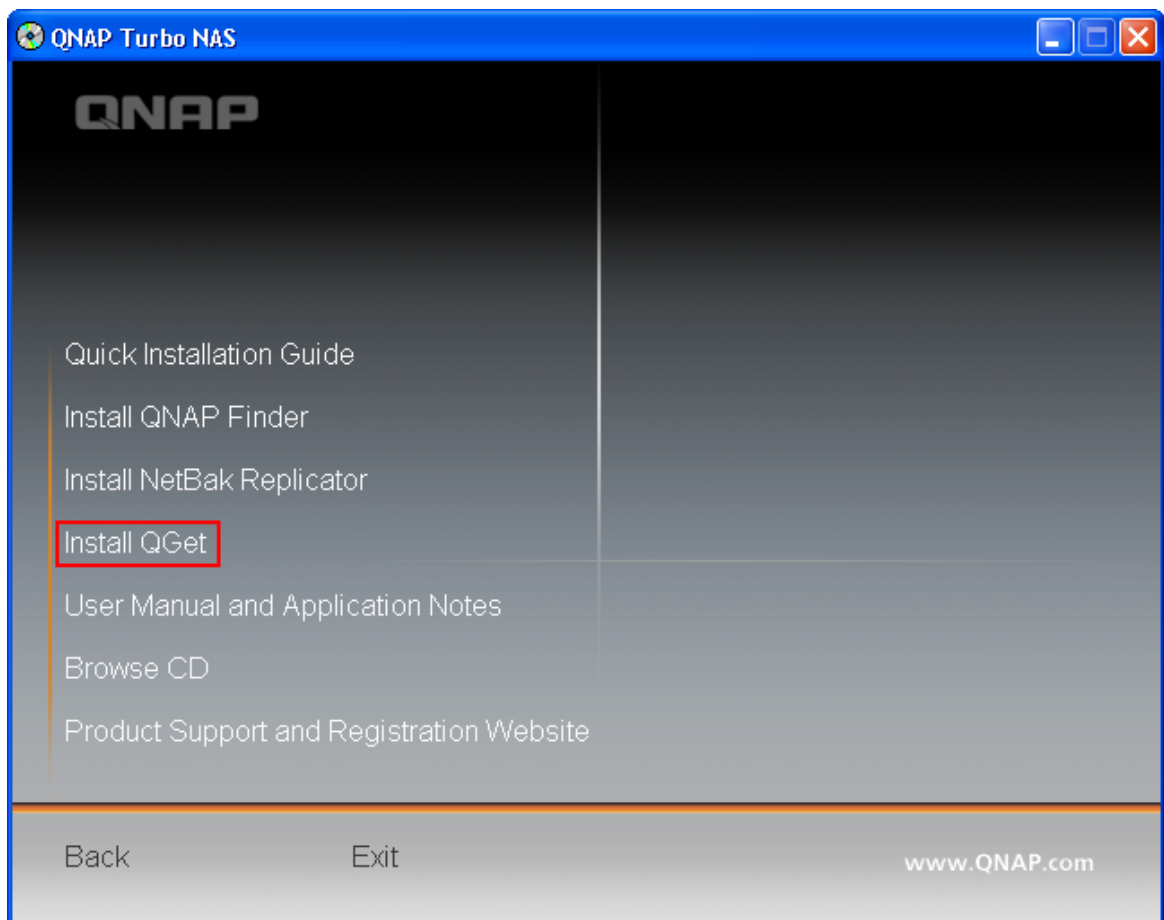 QNAP Turbo NAS
QNAP
Quick Installation Guide
Install QNAP Finder
Install NetBak Replicator
Install QGet
User Manual and Application Notes
Browse CD
Product Support and Registration Website
Back Exit www.QNAP.com